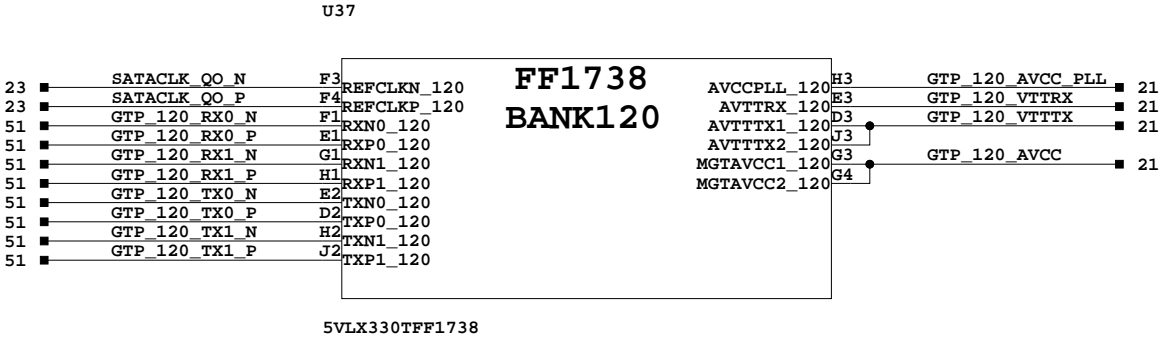 U37
FF1738
BANK120
23 SATACLK_QO_N F3 REFCLKN_120
23 SATACLK_QO_P F4 REFCLKP_120
51 GTP_120_RX0_N F1 RXN0_120
51 GTP_120_RX0_P E1 RXP0_120
51 GTP_120_RX1_N G1 RXN1_120
51 GTP_120_RX1_P H1 RXP1_120
51 GTP_120_TX0_N E2 TXN0_120
51 GTP_120_TX0_P D2 TXP0_120
51 GTP_120_TX1_N H2 TXN1_120
51 GTP_120_TX1_P J2 TXP1_120
AVCCPLL_120 H3 GTP_120_AVCC_PLL 21
AVTTRX_120 E3 GTP_120_VTTRX 21
AVTTTX1_120 D3 GTP_120_VTTTX 21
AVTTTX2_120 J3
MGTAVCC1_120 G3 GTP_120_AVCC 21
MGTAVCC2_120 G4
5VLX330TFF1738